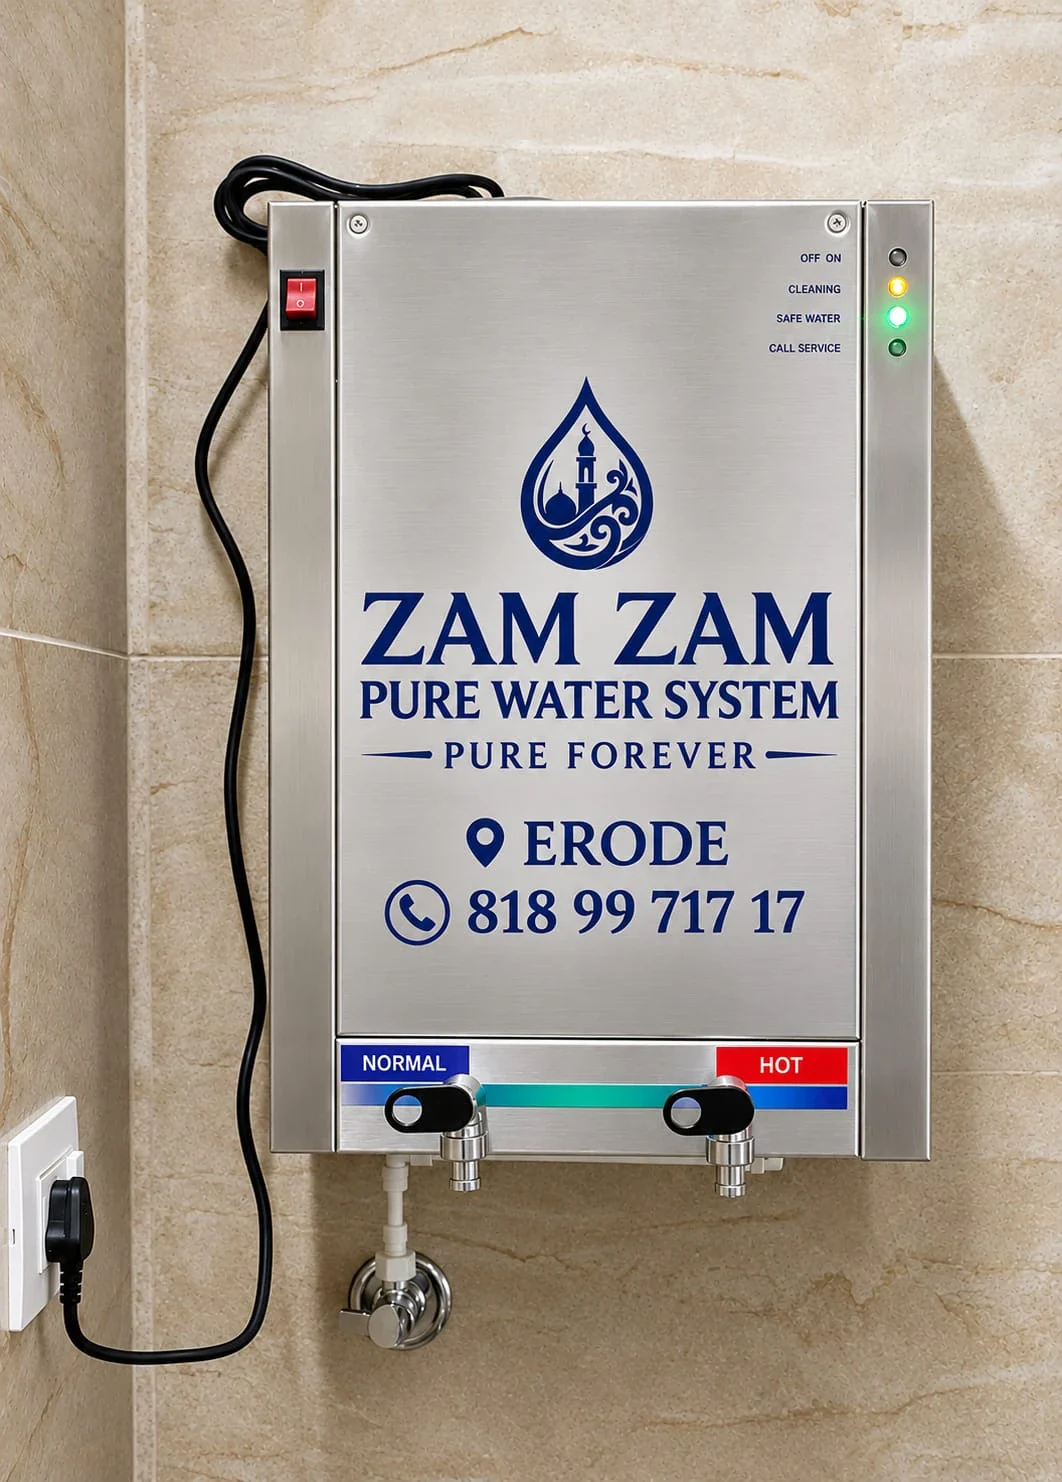 OFF ON
CLEANING
SAFE WATER
CALL SERVICE
ZAM ZAM
PURE WATER SYSTEM
PURE FOREVER
ERODE
818 99 717 17
NORMAL
HOT